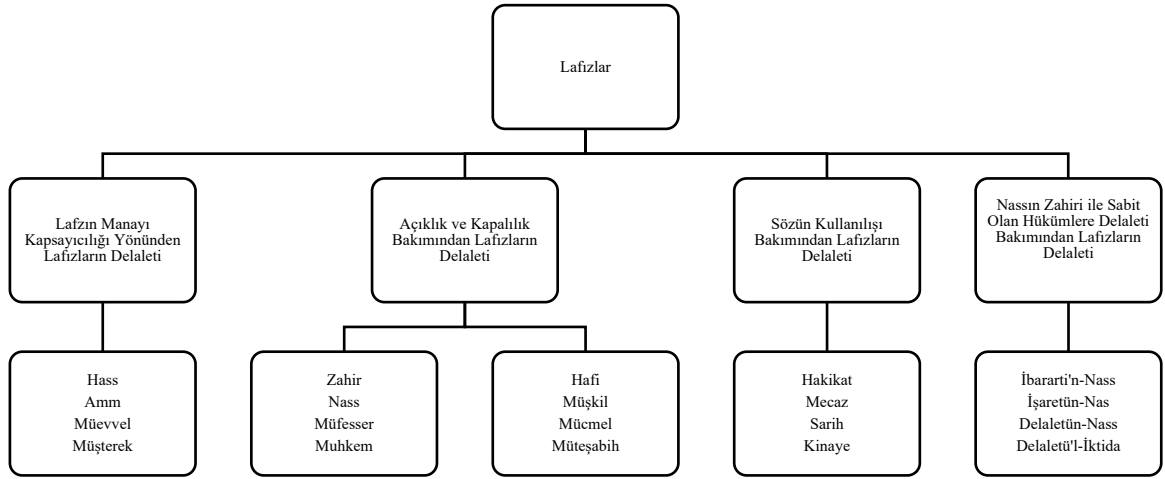 Lafızlar
Lafzın Manayı
Kapsayıcılığı Yönünden
Lafızların Delaleti
Açıklık ve Kapalılık
Bakımından Lafızların
Delaleti
Sözün Kullanılışı
Bakımından Lafızların
Delaleti
Nassın Zahiri ile Sabit
Olan Hükümlere Delaleti
Bakımından Lafızların
Delaleti
Hass
Amm
Müevvel
Müşterek
Zahir
Nass
Müfesser
Muhkem
Hafi
Müşkil
Mücmel
Müteşabih
Hakikat
Mecaz
Sarih
Kinaye
İbararti'n-Nass
İşaretün-Nas
Delaletün-Nass
Delaletü'l-İktida